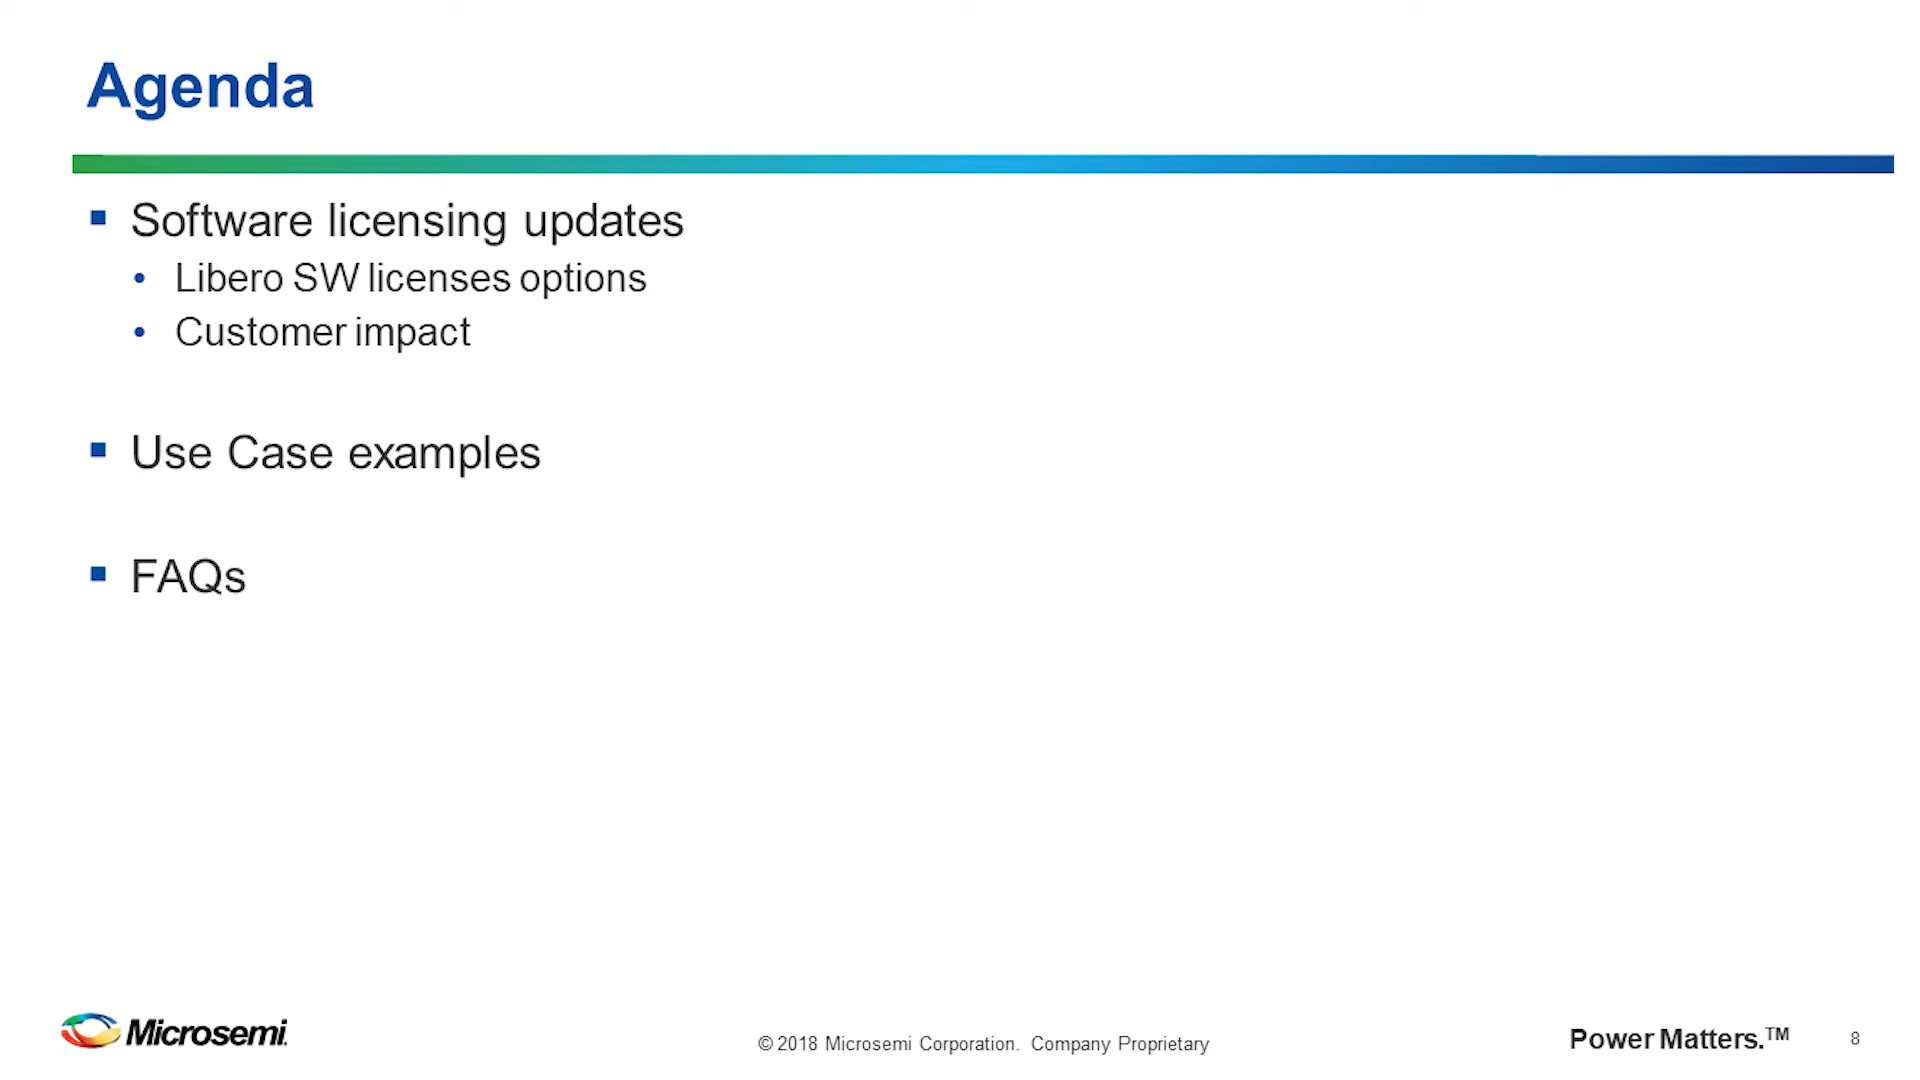 Agenda
Software licensing updates
Libero SW licenses options
Customer impact
Use Case examples
FAQs
Microsemi.
© 2018 Microsemi Corporation. Company Proprietary
Power Matters.TM
8